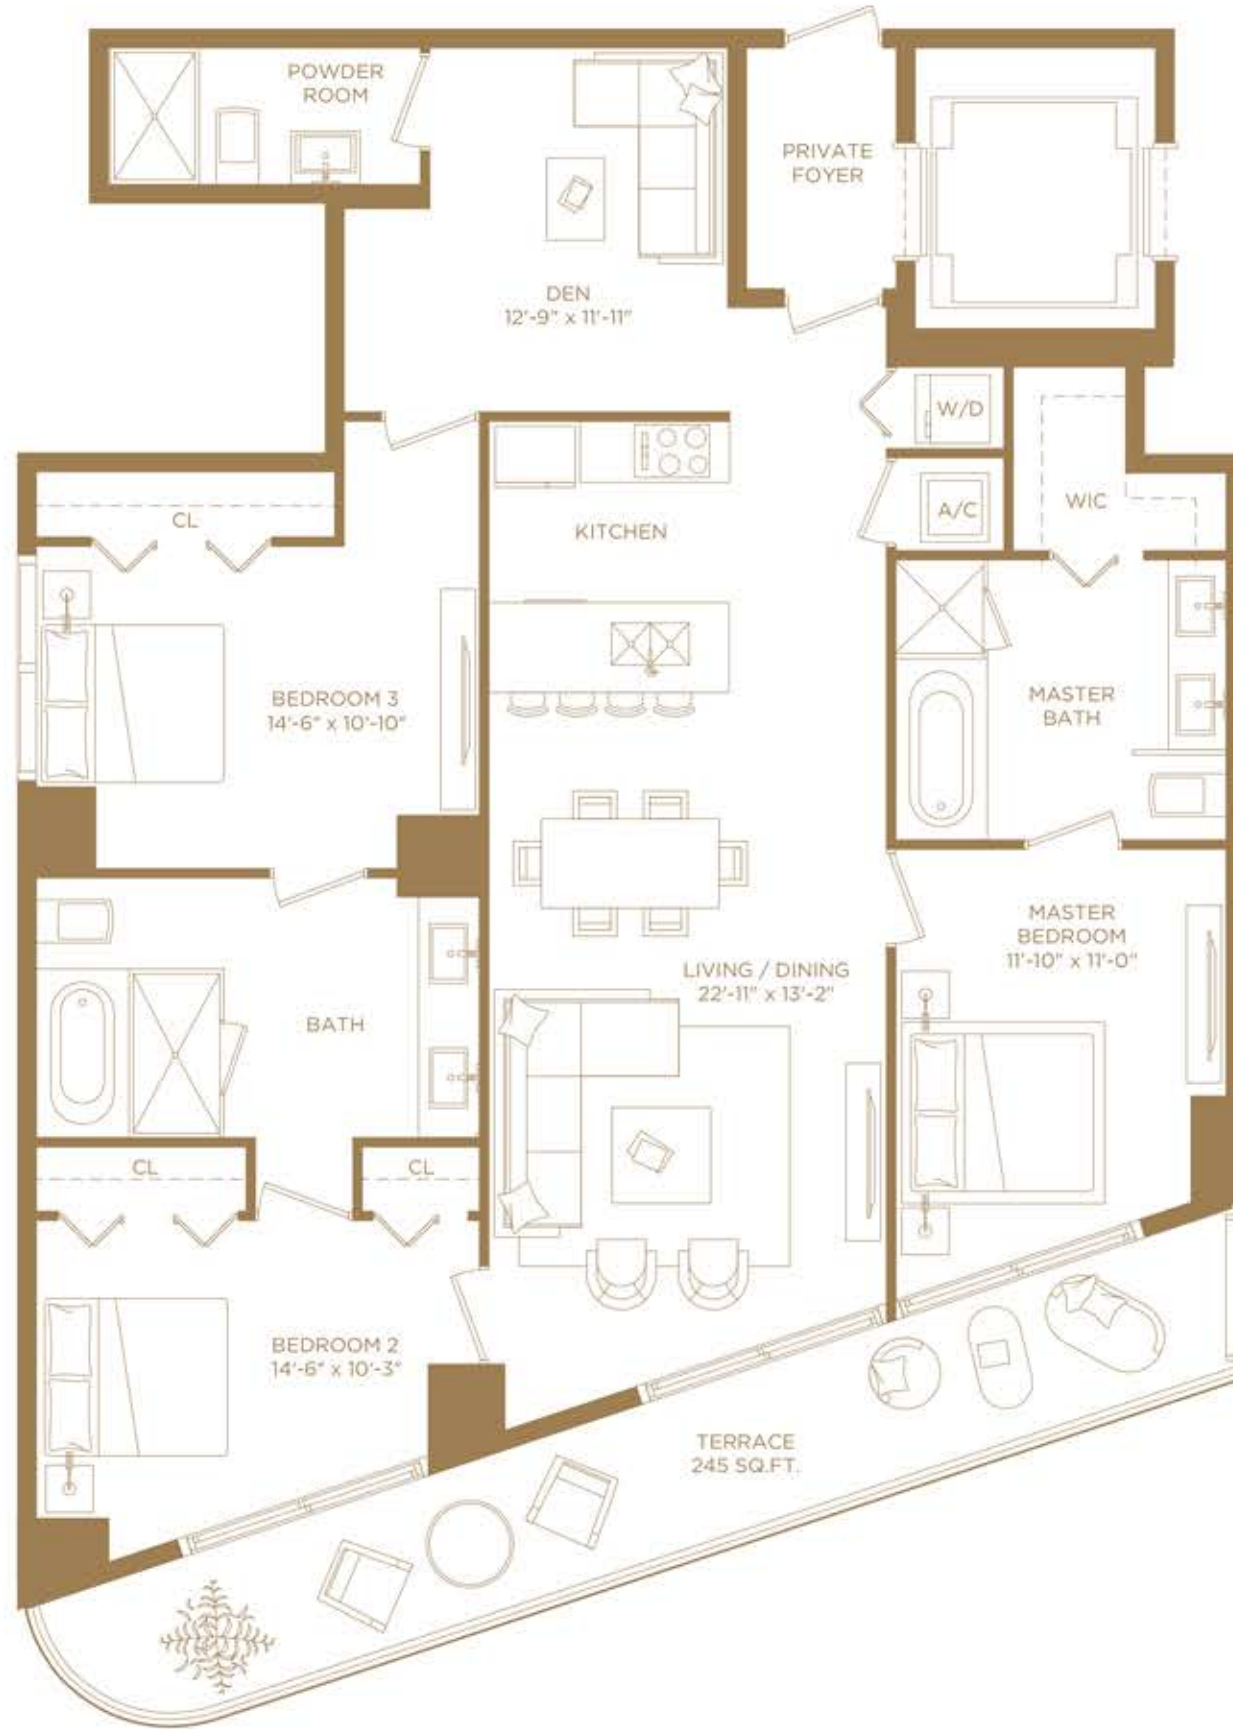 POWDER
ROOM
PRIVATE
FOYER
DEN
12'-9" x 11'-11"
W/D
A/C
WIC
CL
KITCHEN
BEDROOM 3
14'-6" x 10'-10"
MASTER
BATH
MASTER
BEDROOM
11'-10" x 11'-0"
LIVING / DINING
22'-11" x 13'-2"
BATH
CL
CL
BEDROOM 2
14'-6" x 10'-3"
TERRACE
245 SQ.FT.